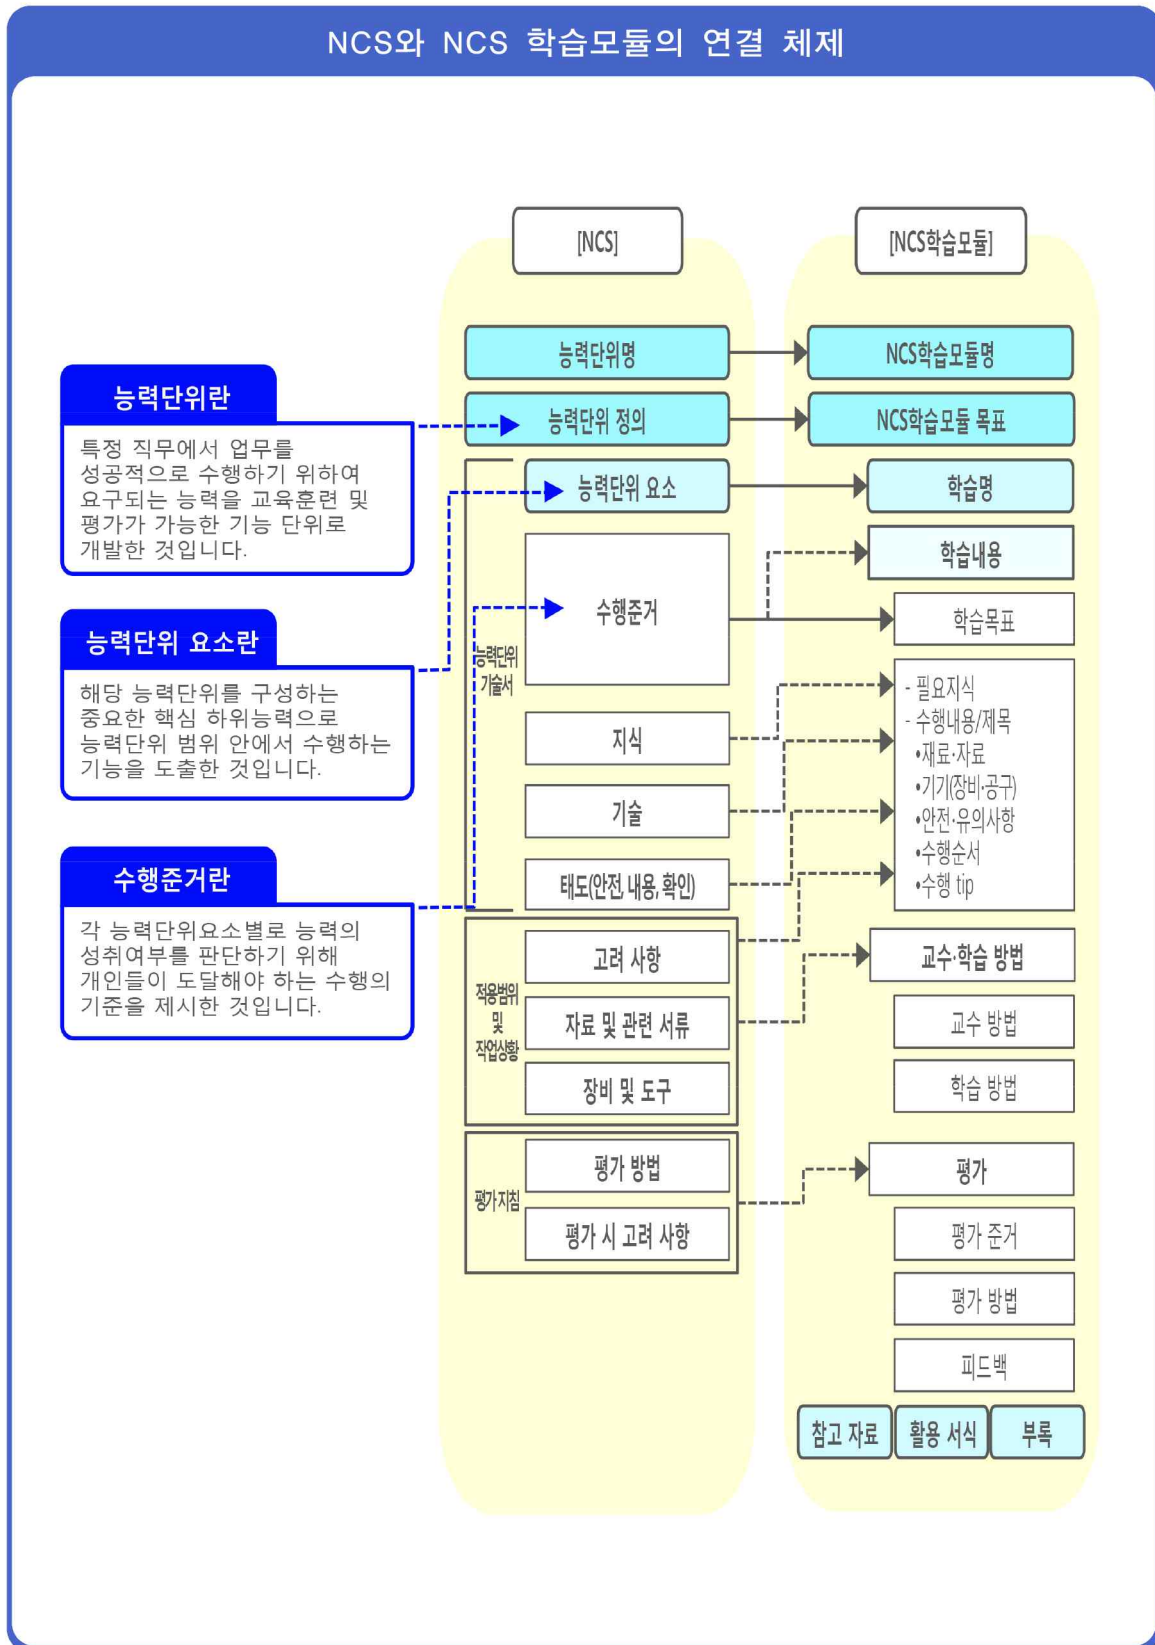 NCS와 NCS 학습모듈의 연결 체제
능력단위란
특정 직무에서 업무를
성공적으로 수행하기 위하여
요구되는 능력을 교육훈련 및
평가가 가능한 기능 단위로
개발한 것입니다.
능력단위 요소란
해당 능력단위를 구성하는
중요한 핵심 하위능력으로
능력단위 범위 안에서 수행하는
기능을 도출한 것입니다.
수행준거란
각 능력단위요소별로 능력의
성취여부를 판단하기 위해
개인들이 도달해야 하는 수행의
기준을 제시한 것입니다.
[NCS]
능력단위명
능력단위 정의
능력단위
기술서
능력단위 요소
수행준거
지식
기술
태도(안전, 내용, 확인)
적용범위
및
작업상황
고려 사항
자료 및 관련 서류
장비 및 도구
평가지침
평가 방법
평가 시 고려 사항
[NCS학습모듈]
NCS학습모듈명
NCS학습모듈 목표
학습명
학습내용
학습목표
- 필요지식
- 수행내용/제목
•재료·자료
•기기(장비·공구)
•안전·유의사항
•수행순서
•수행 tip
교수·학습 방법
교수 방법
학습 방법
평가
평가 준거
평가 방법
피드백
참고 자료
활용 서식
부록